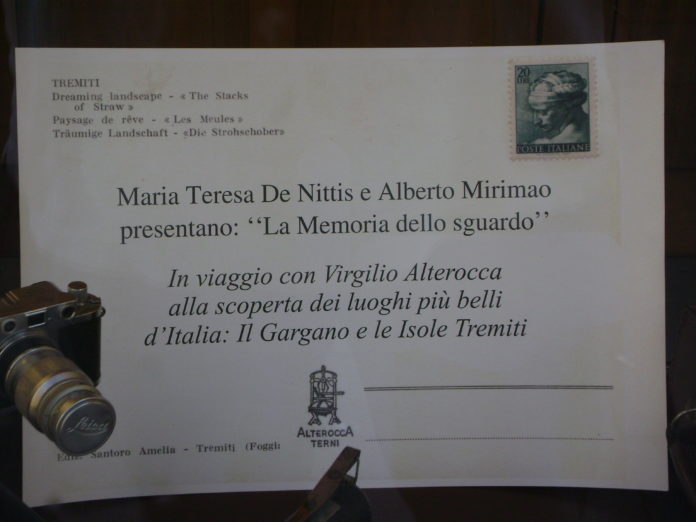 TREMITI
Dreaming landscape - « The Stacks
of Straw »
Paysage de rêve - « Les Meules »
Träumige Landschaft - «Die Strohschober»
20
LIRE
POSTE ITALIANE
Maria Teresa De Nittis e Alberto Mirimao
presentano: “La Memoria dello sguardo”
In viaggio con Virgilio Alterocca
alla scoperta dei luoghi più belli
d’Italia: Il Gargano e le Isole Tremiti
ALTEROCCA
TERNI
Ediz. Santoro Amelia - Tremiti (Foggi